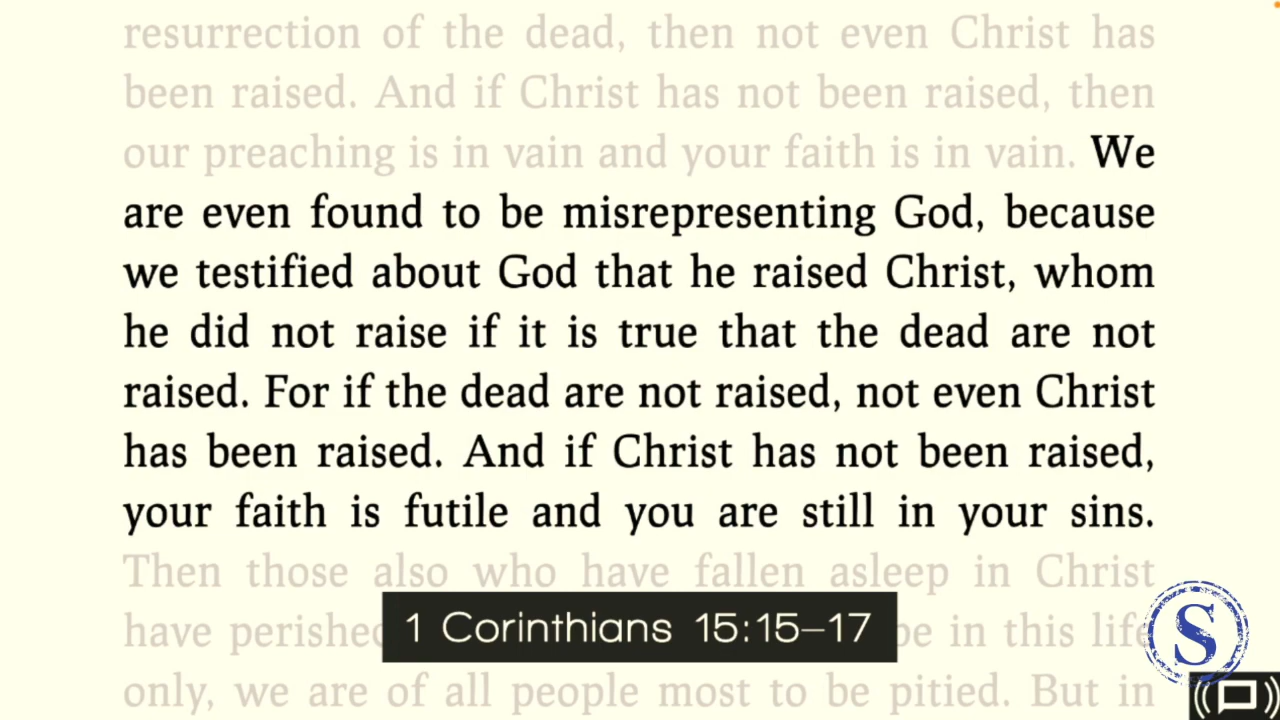 resurrection of the dead, then not even Christ has
been raised. And if Christ has not been raised, then
our preaching is in vain and your faith is in vain. We
are even found to be misrepresenting God, because
we testified about God that he raised Christ, whom
he did not raise if it is true that the dead are not
raised. For if the dead are not raised, not even Christ
has been raised. And if Christ has not been raised,
your faith is futile and you are still in your sins.
Then those also who have fallen asleep in Christ
have in this life
1 Corinthians 15:15–17
only, we are of all people most to be pitied. But in
S